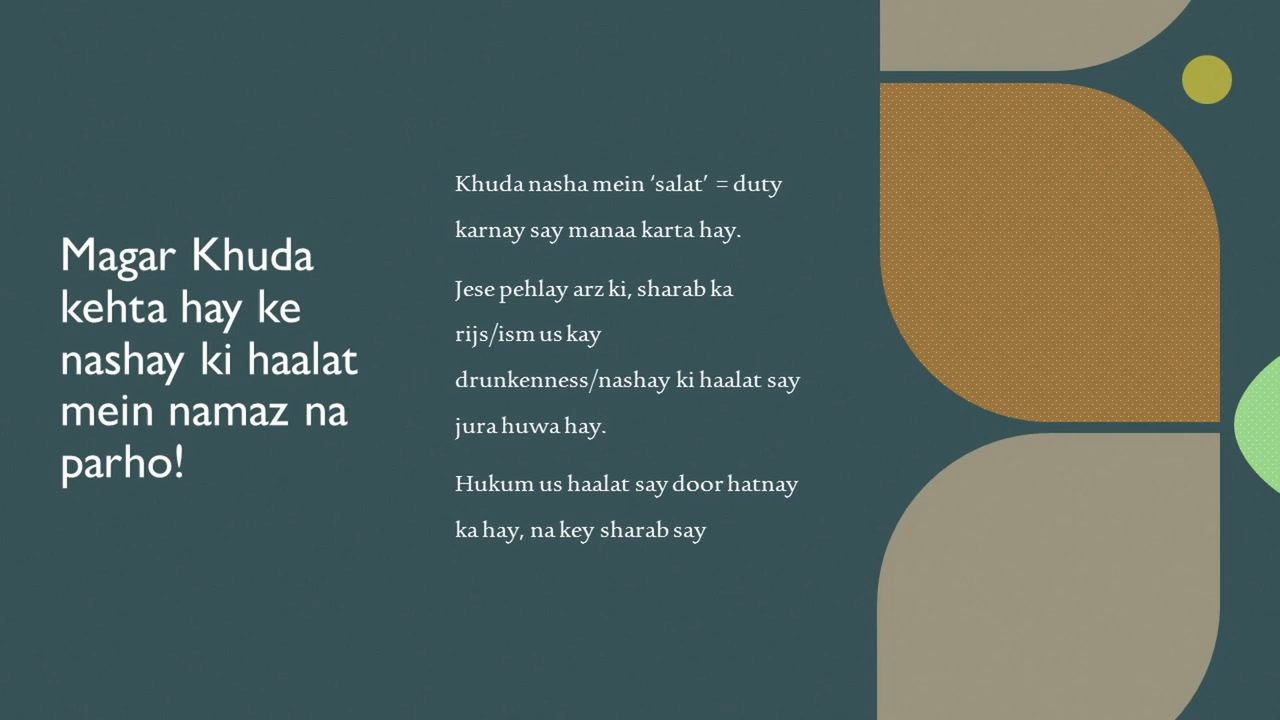 Magar Khuda
kehta hay ke
nashay ki haalat
mein namaz na
parho!
Khuda nasha mein ‘salat’ = duty
karnay say manaa karta hay.
Jese pehlay arz ki, sharab ka
rijs/ism us kay
drunkenness/nashay ki haalat say
jura huwa hay.
Hukum us haalat say door hatnay
ka hay, na key sharab say